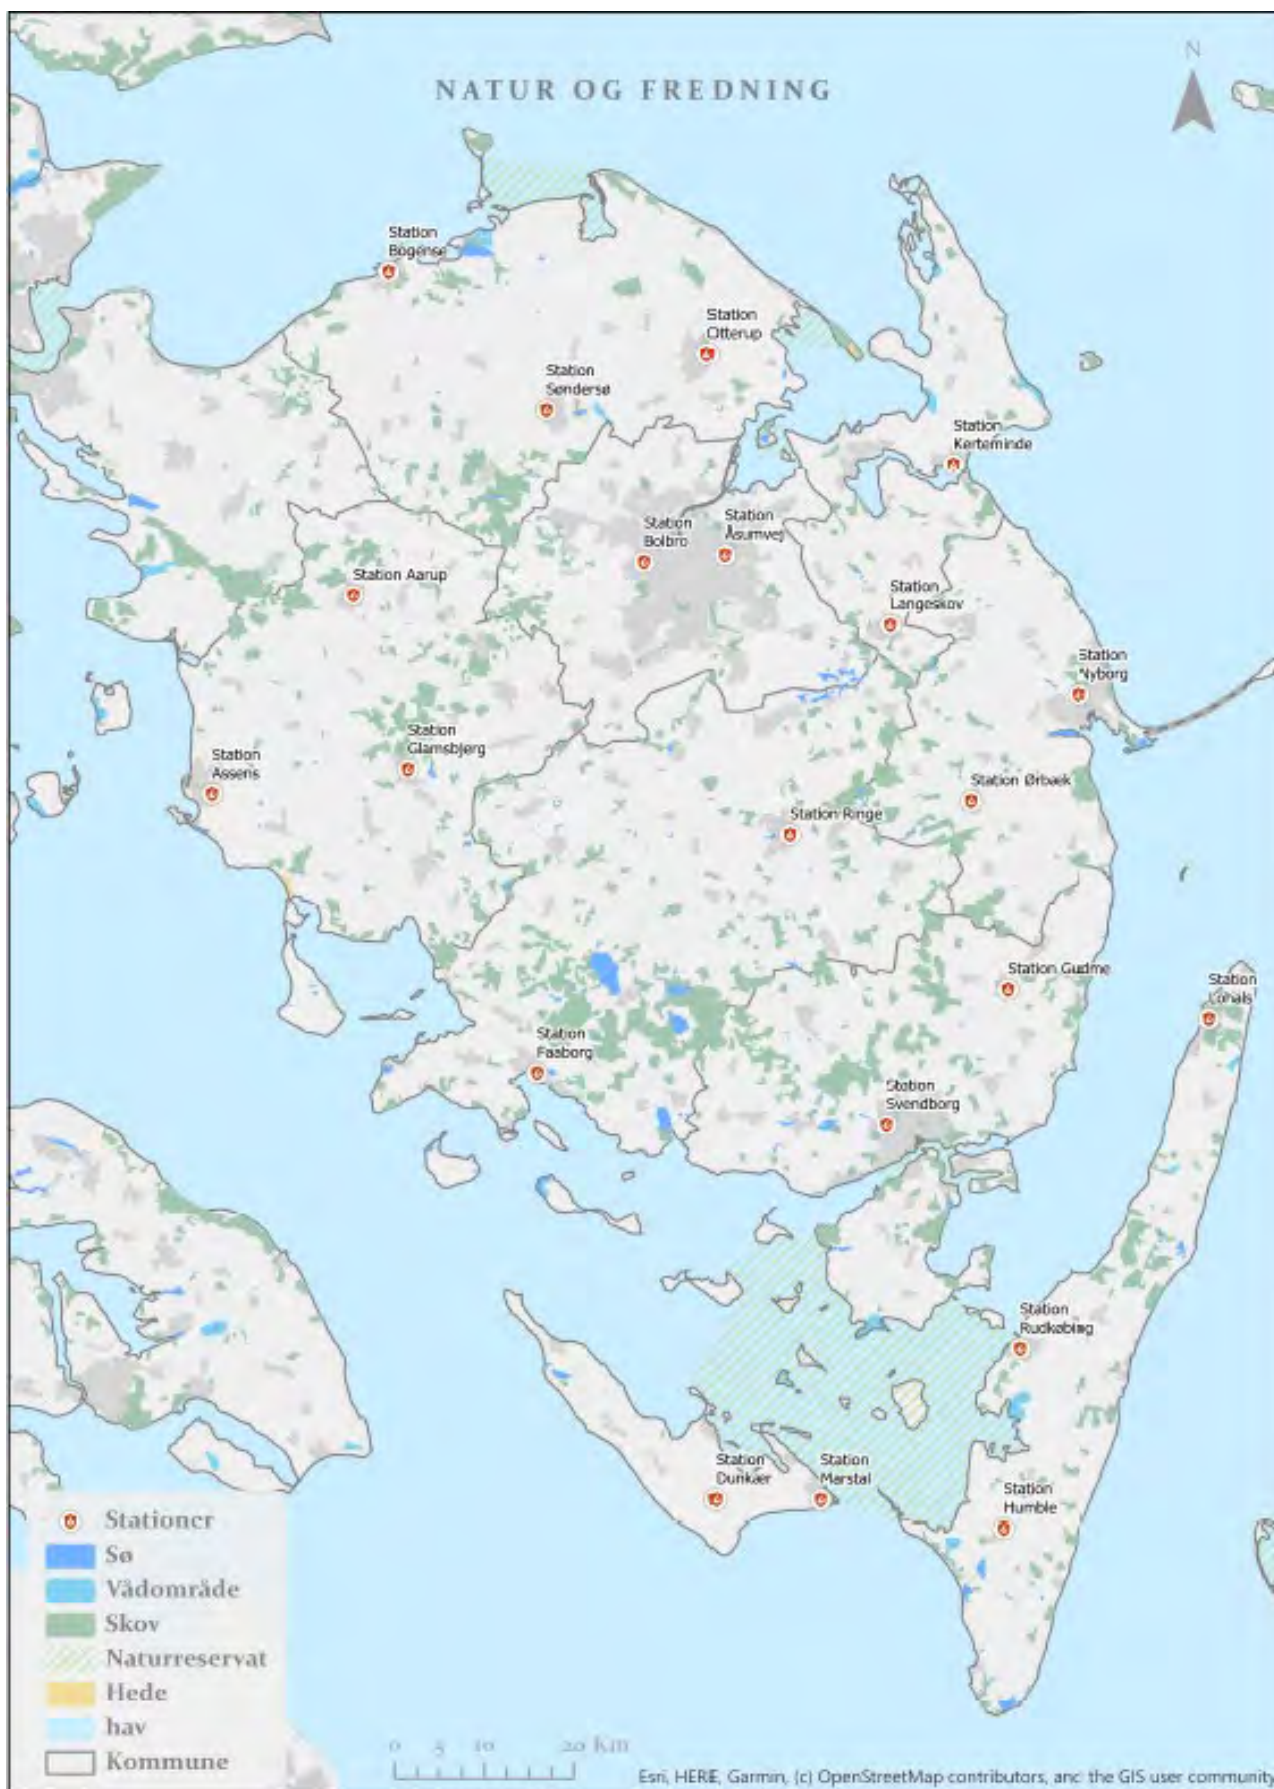 N
NATUR OG FREDNING
Station
Bogense
Station
Otterup
Station
Søndersø
Station
Kerteminde
Station
Bolbro
Station
Åsumvej
Station Aarup
Station
Langeskov
Station
Nyborg
Station
Glamsbjerg
Station
Assens
Station Ørbæk
Station Ringe
Station Gudme
Station
Lohals
Station
Faaborg
Station
Svendborg
Station
Rudkøbing
Station
Dunkær
Station
Marstal
Station
Humble
Stationer
Sø
Vådområde
Skov
Naturreservat
Hede
hav
Kommune
0 5 10 20 Km
Esri, HERE, Garmin, (c) OpenStreetMap contributors, and the GIS user community